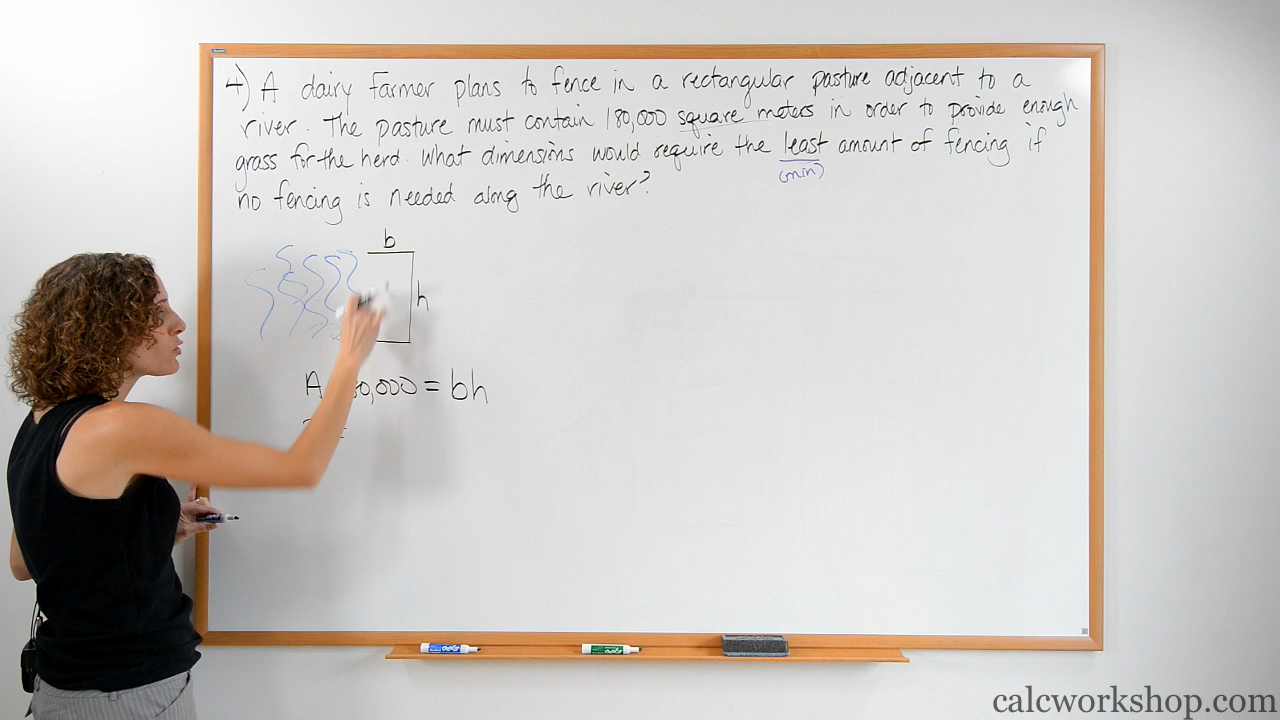 4) A dairy farmer plans to fence in a rectangular pasture adjacent to a
river. The pasture must contain 180,000 square meters in order to provide enough
grass for the herd. What dimensions would require the least amount of fencing if
(min)
no fencing is needed along the river?
b
h
A 0,000 = bh
=
calcworkshop.com